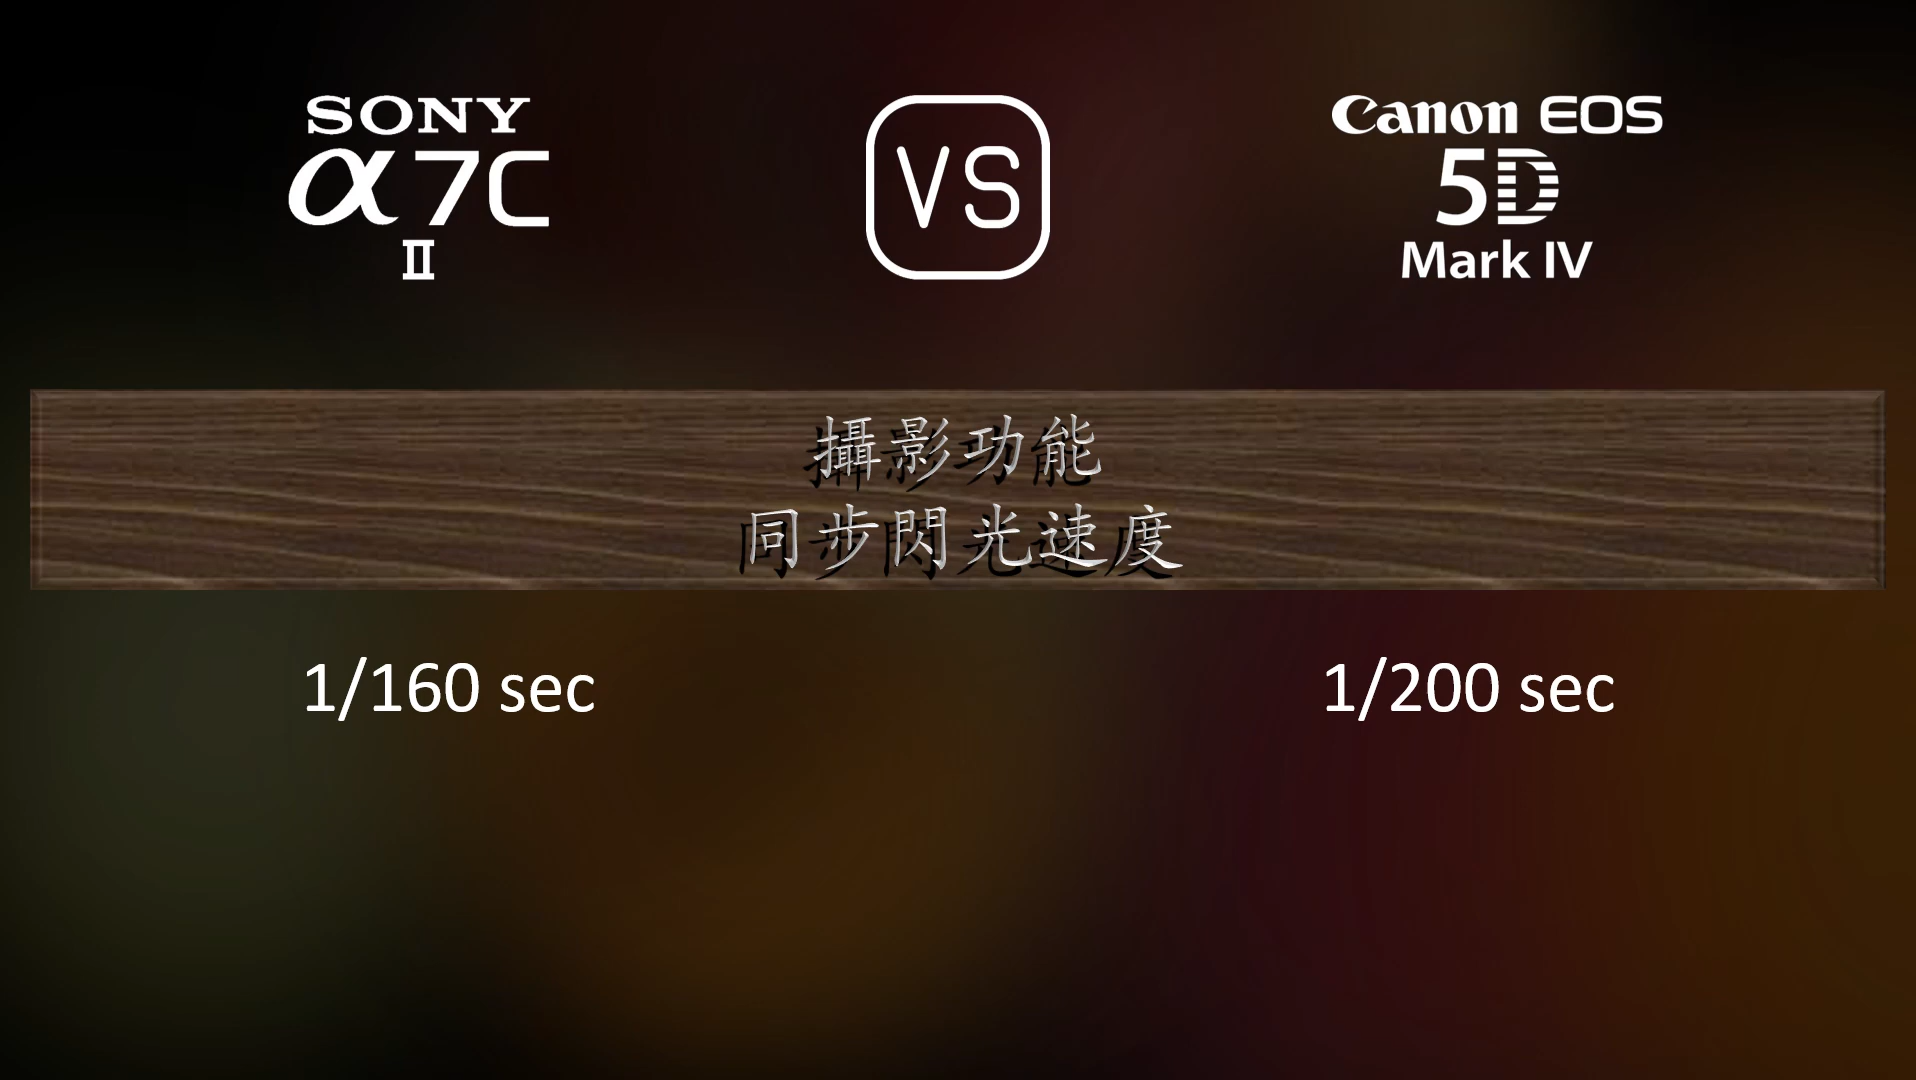 SONY
α7C
II
VS
Canon EOS
5D
Mark IV
攝影功能
同步閃光速度
1/160 sec
1/200 sec